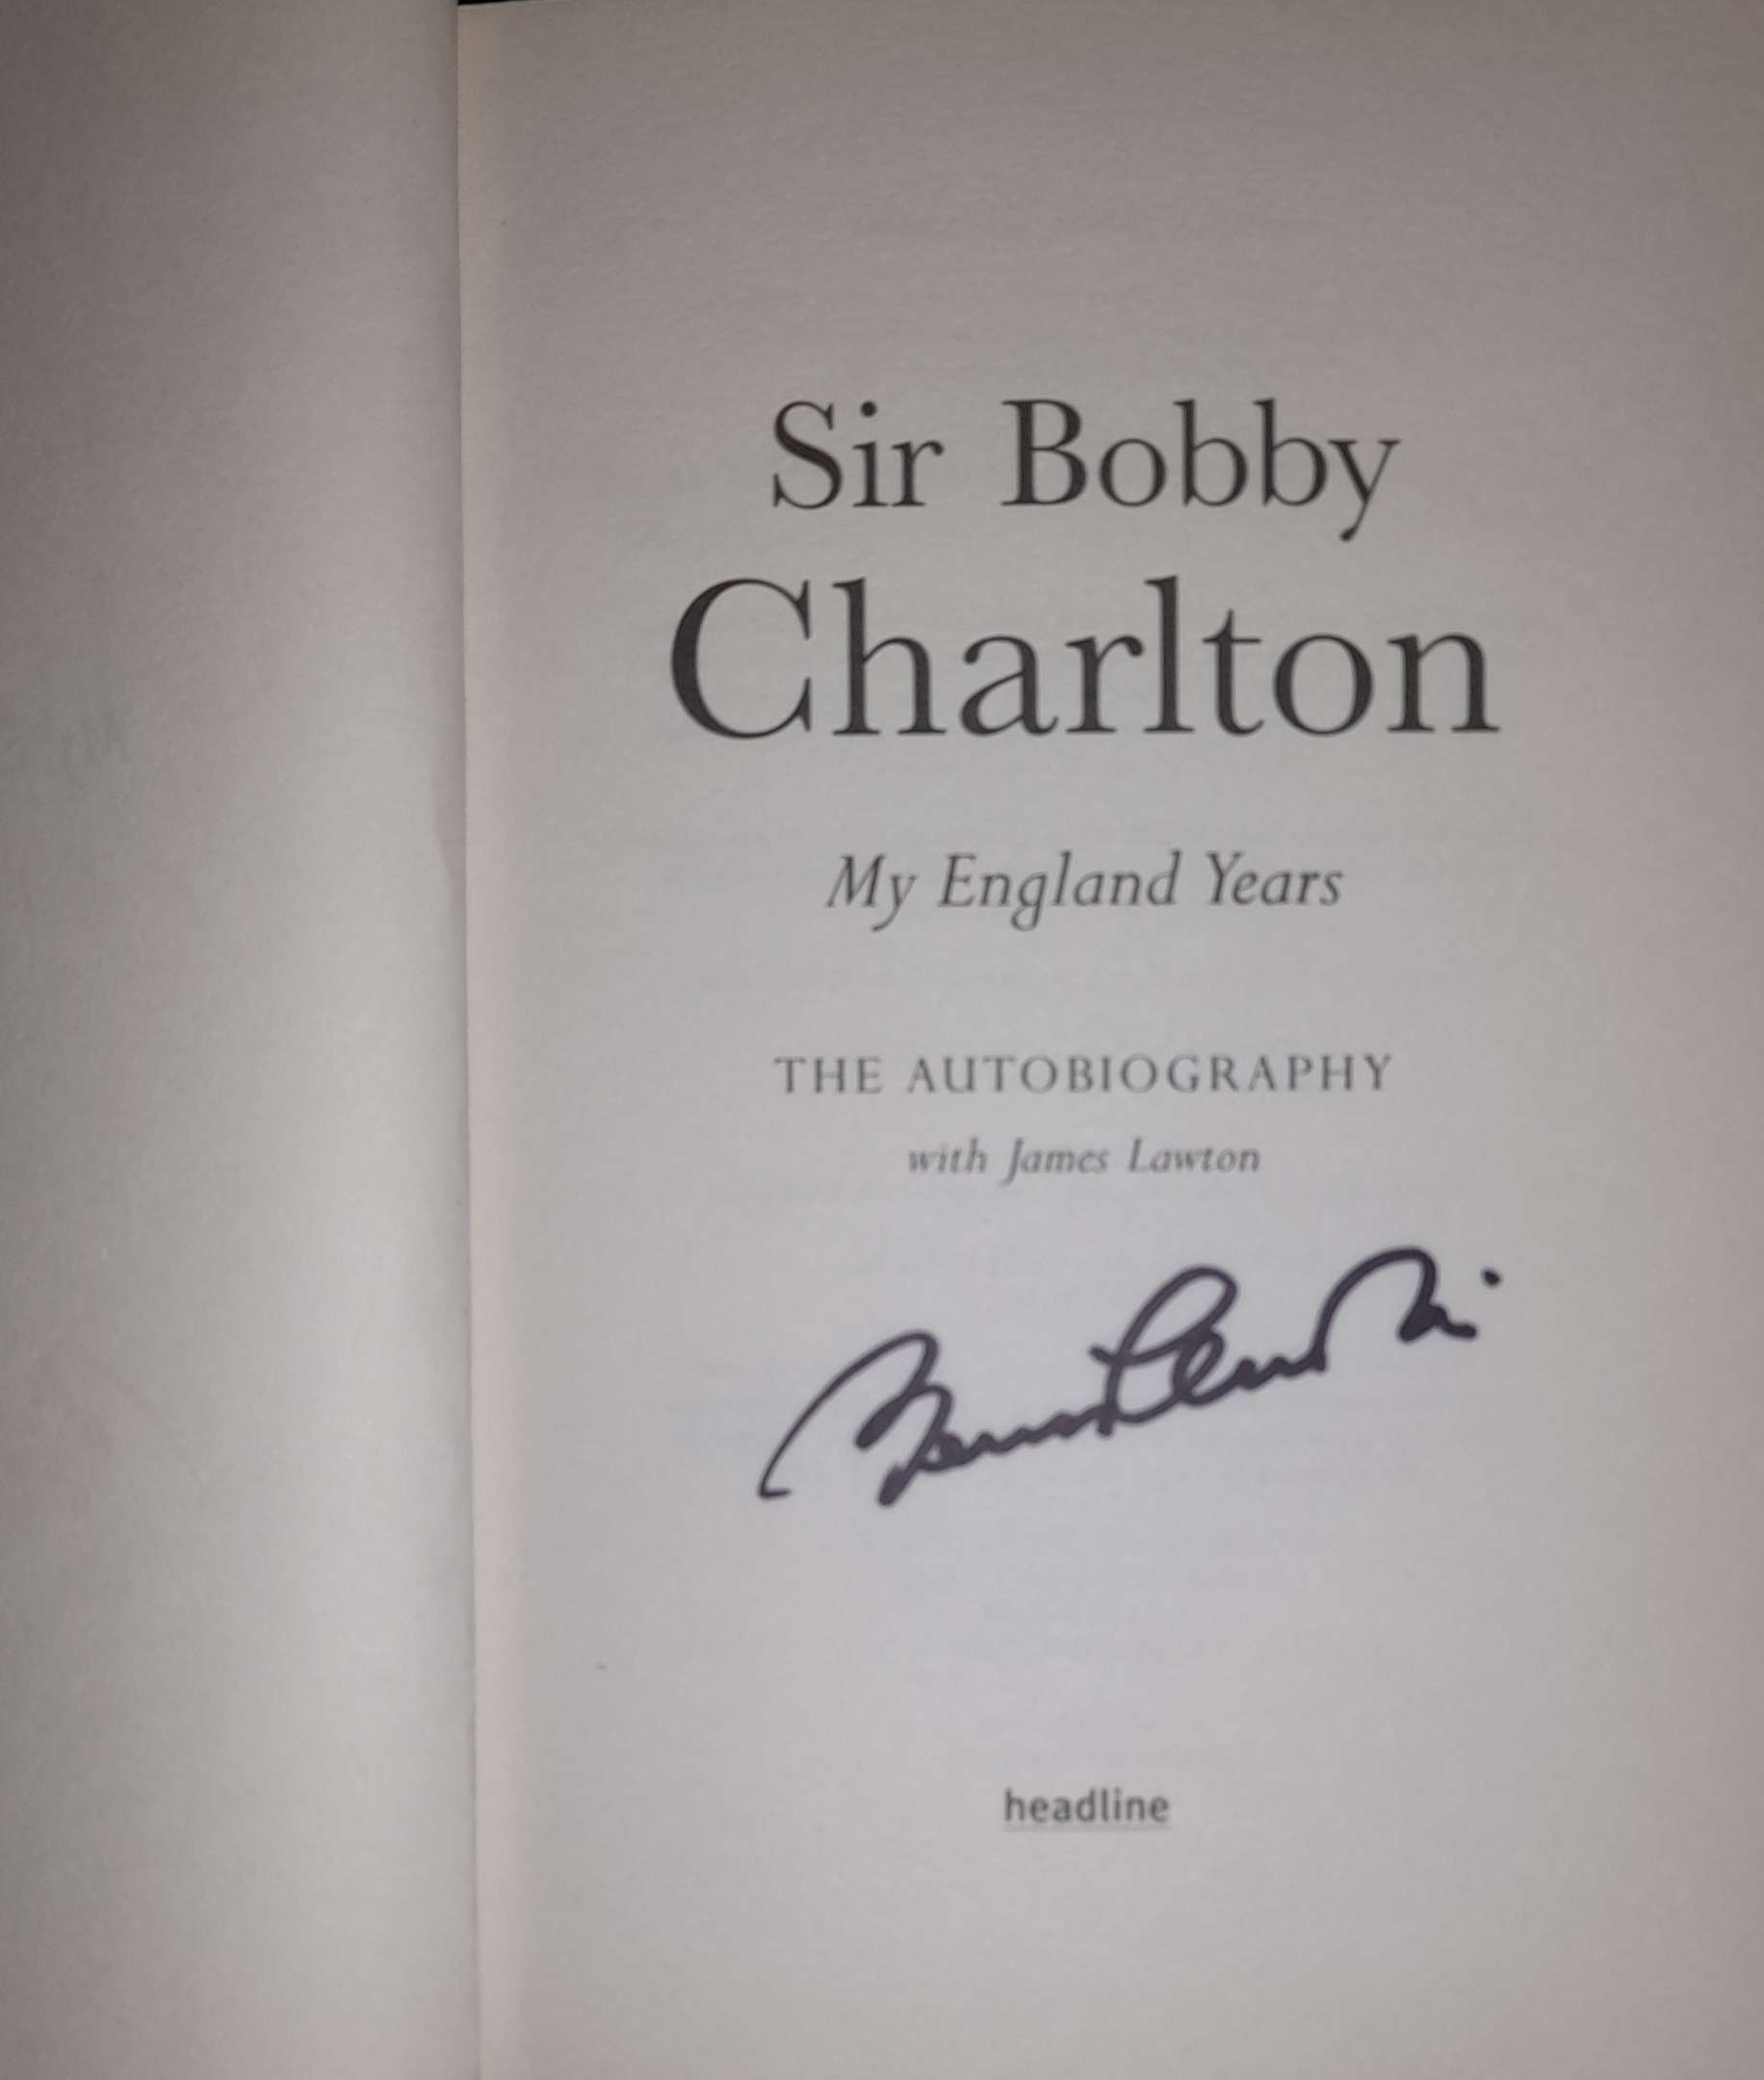 Sir Bobby
Charlton
My England Years
THE AUTOBIOGRAPHY
with James Lawton
headline